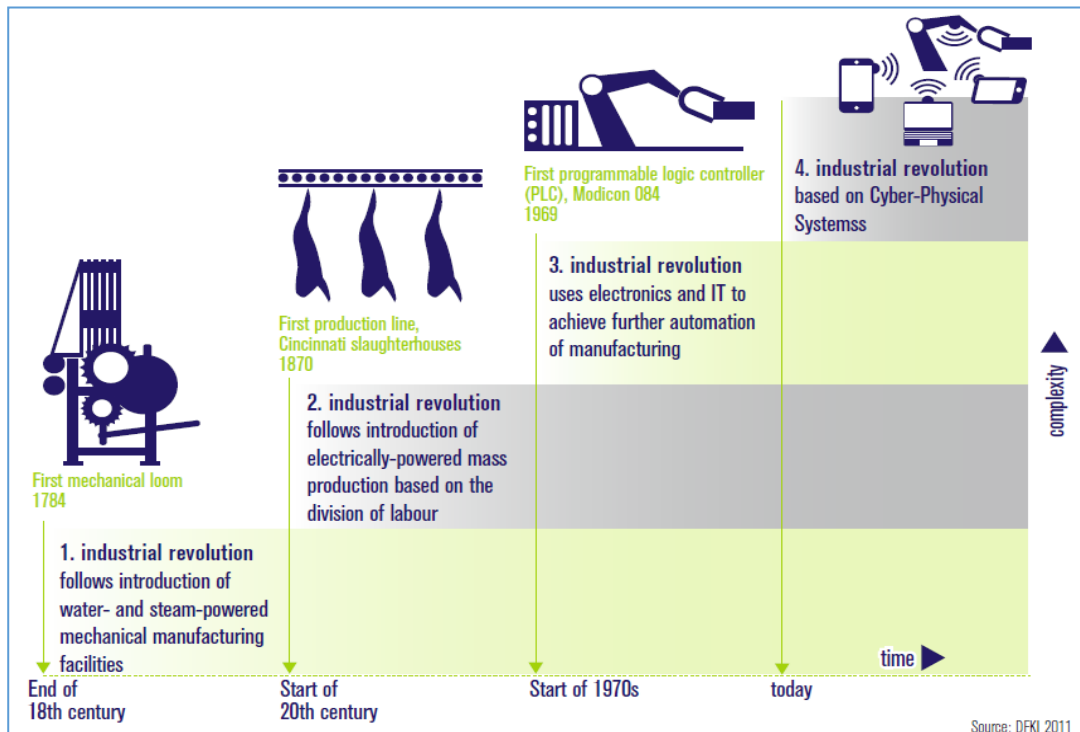 First programmable logic controller
(PLC), Modicon 084
1969
4. industrial revolution
based on Cyber-Physical
Systemss
3. industrial revolution
uses electronics and IT to
achieve further automation
of manufacturing
First production line,
Cincinnati slaughterhouses
1870
2. industrial revolution
follows introduction of
electrically-powered mass
production based on the
division of labour
First mechanical loom
1784
1. industrial revolution
follows introduction of
water- and steam-powered
mechanical manufacturing
facilities
complexity
time
End of
18th century
Start of
20th century
Start of 1970s
today
Source: DFKI 2011